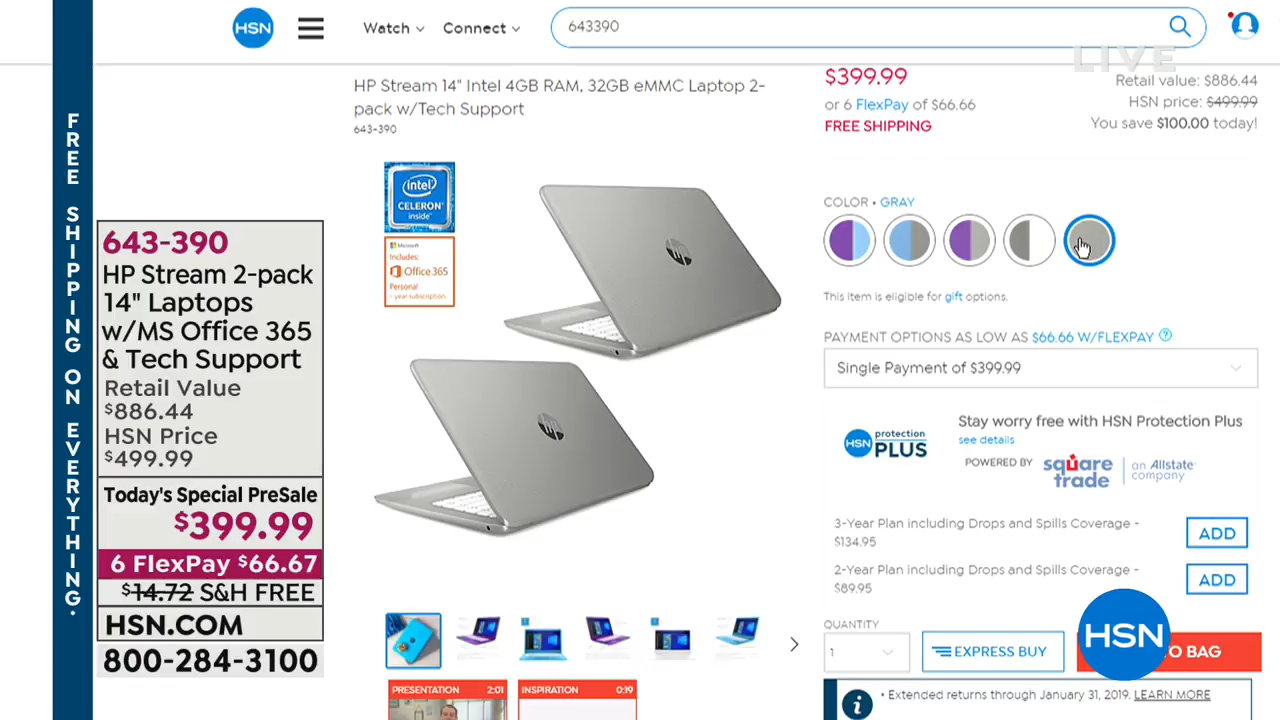 HSN
Watch
Connect
643390
LIVE
FREE SHIPPING ON EVERYTHING.
643-390
HP Stream 2-pack
14" Laptops
w/MS Office 365
& Tech Support
Retail Value
$886.44
HSN Price
$499.99
Today's Special PreSale
$399.99
6 FlexPay $66.67
$14.72 S&H FREE
HSN.COM
800-284-3100
HP Stream 14" Intel 4GB RAM, 32GB eMMC Laptop 2-
pack w/Tech Support
643-390
intel
CELERON
inside
Microsoft
Includes:
Office 365
Personal
1-year subscription
hp
hp
PRESENTATION 2:01
INSPIRATION 0:19
$399.99
or 6 FlexPay of $66.66
FREE SHIPPING
Retail value: $886.44
HSN price: $499.99
You save $100.00 today!
COLOR • GRAY
This item is eligible for gift options.
PAYMENT OPTIONS AS LOW AS $66.66 W/FLEXPAY ?
Single Payment of $399.99
HSN protection PLUS
Stay worry free with HSN Protection Plus
see details
POWERED BY square trade | an Allstate company
3-Year Plan including Drops and Spills Coverage -
$134.95
ADD
2-Year Plan including Drops and Spills Coverage -
$89.95
ADD
QUANTITY
1
EXPRESS BUY
O BAG
HSN
• Extended returns through January 31, 2019. LEARN MORE